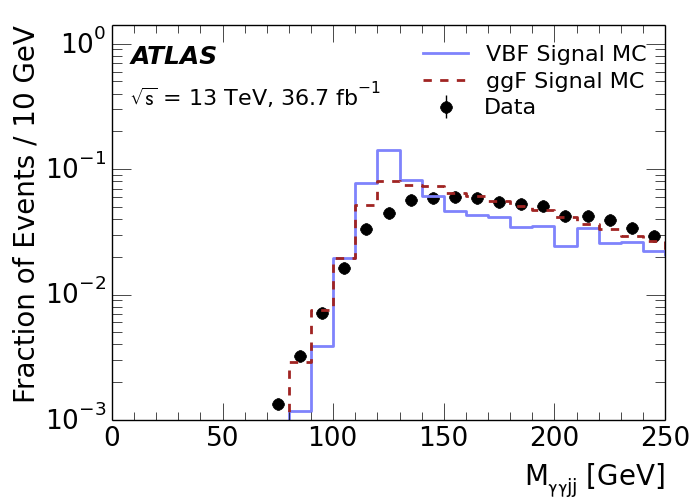 ATLAS
√s = 13 TeV, 36.7 fb⁻¹
VBF Signal MC
ggF Signal MC
Data
Fraction of Events / 10 GeV
10⁰
10⁻¹
10⁻²
10⁻³
0 50 100 150 200 250
M_γγjj [GeV]